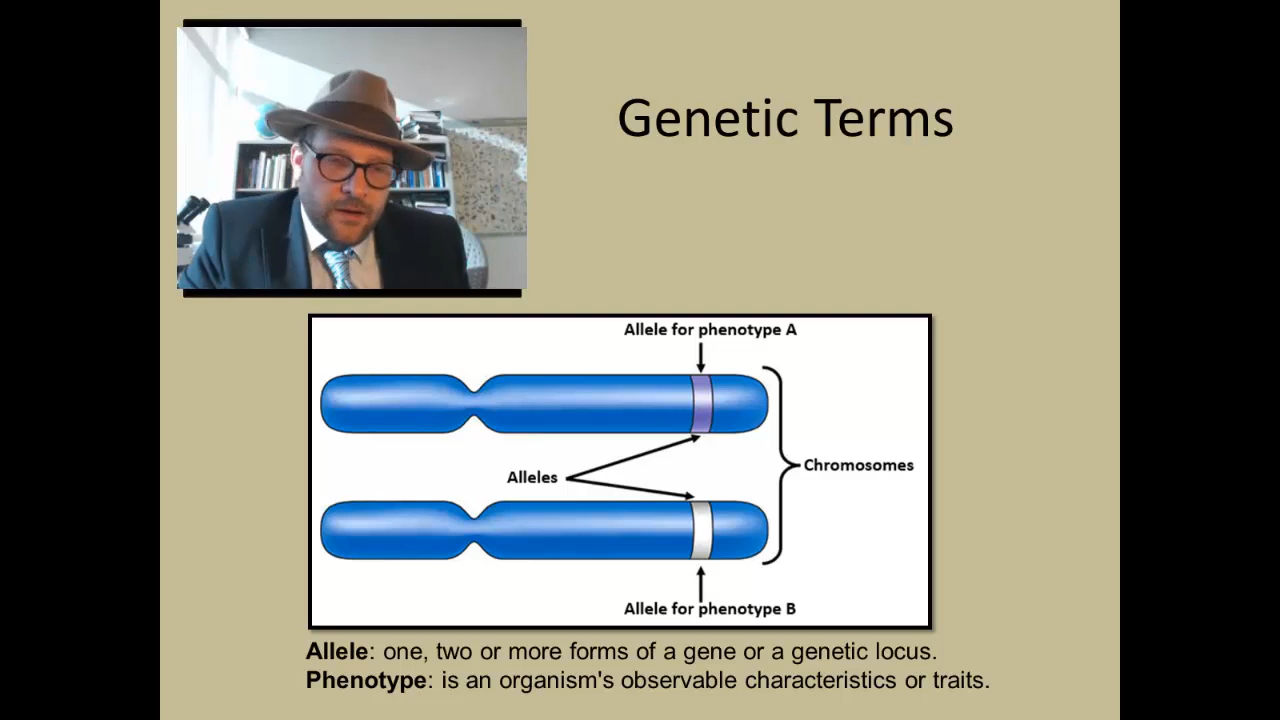 Genetic Terms
Allele for phenotype A
Alleles
Chromosomes
Allele for phenotype B
Allele: one, two or more forms of a gene or a genetic locus.
Phenotype: is an organism's observable characteristics or traits.